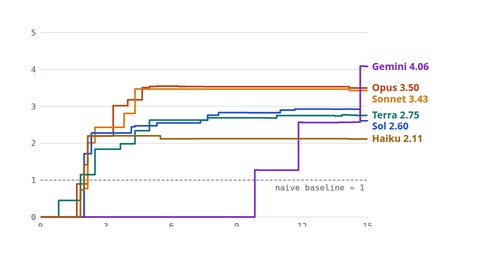 5
Gemini 4.06
4
Opus 3.50
Sonnet 3.43
3
Terra 2.75
Sol 2.60
2
Haiku 2.11
1
naive baseline = 1
0
0 3 6 9 12 15